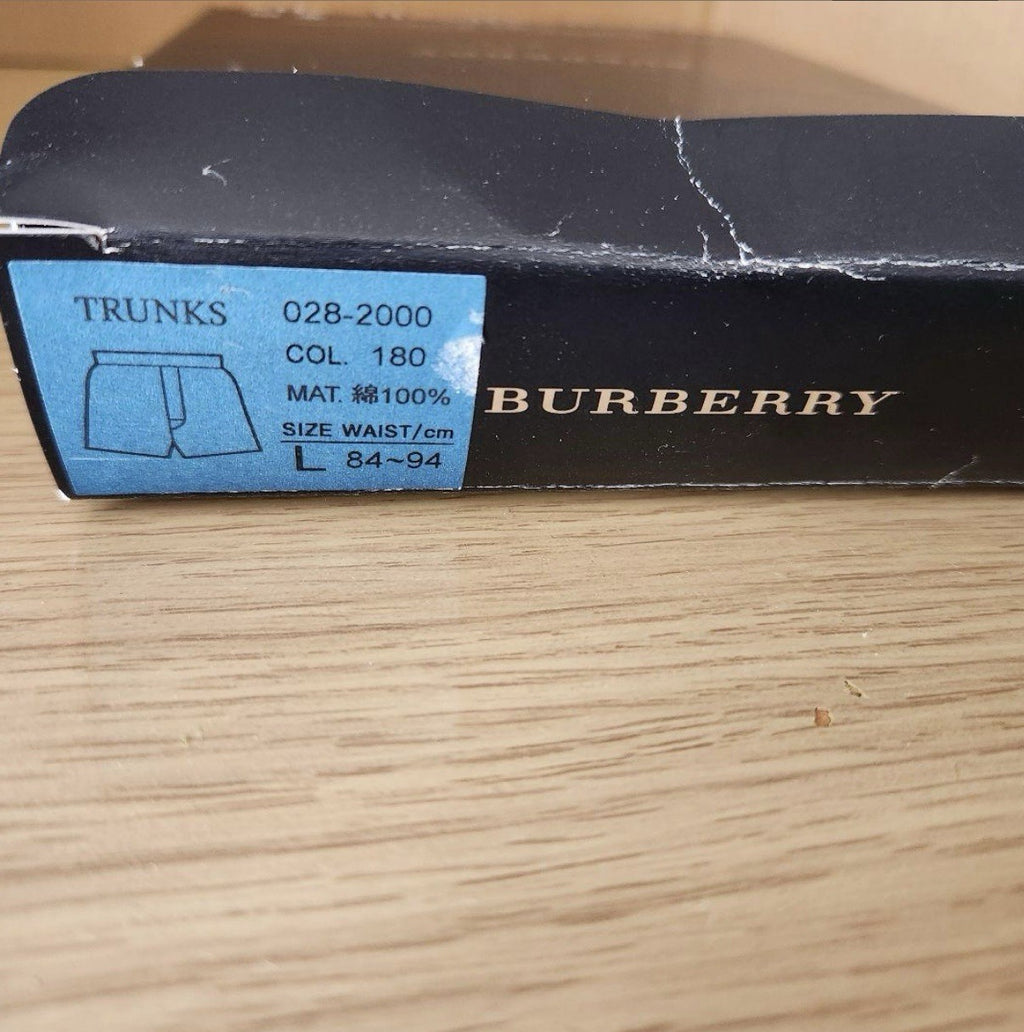 TRUNKS
028-2000
COL. 180
MAT. 綿100%
SIZE WAIST/cm
L 84~94
BURBERRY